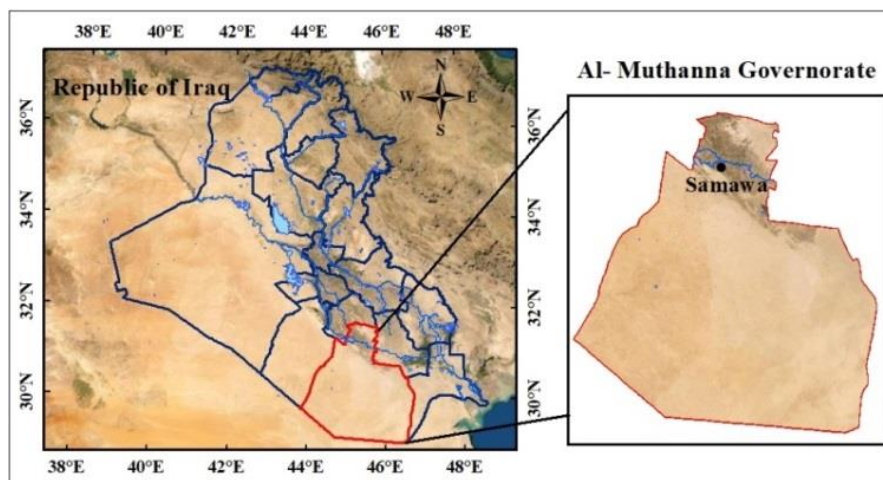 38°E 40°E 42°E 44°E 46°E 48°E
Republic of Iraq
N
W E
S
36°N
34°N
32°N
30°N
36°N
34°N
32°N
30°N
38°E 40°E 42°E 44°E 46°E 48°E
Al- Muthanna Governorate
Samawa